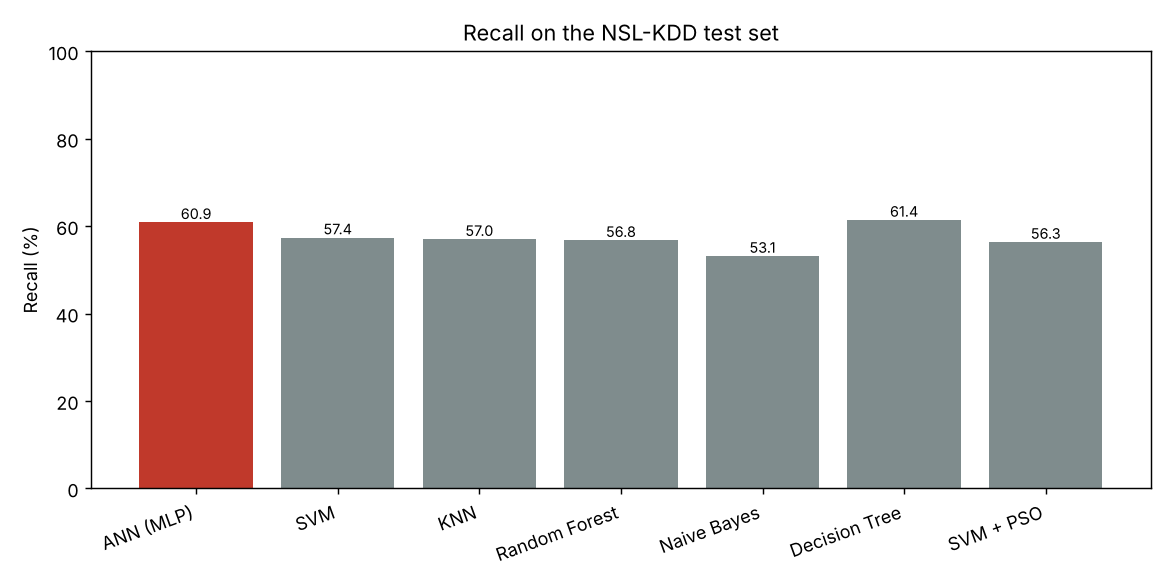 Recall on the NSL-KDD test set
Recall (%)
100
80
60
40
20
0
60.9
57.4
57.0
56.8
53.1
61.4
56.3
ANN (MLP)
SVM
KNN
Random Forest
Naive Bayes
Decision Tree
SVM + PSO